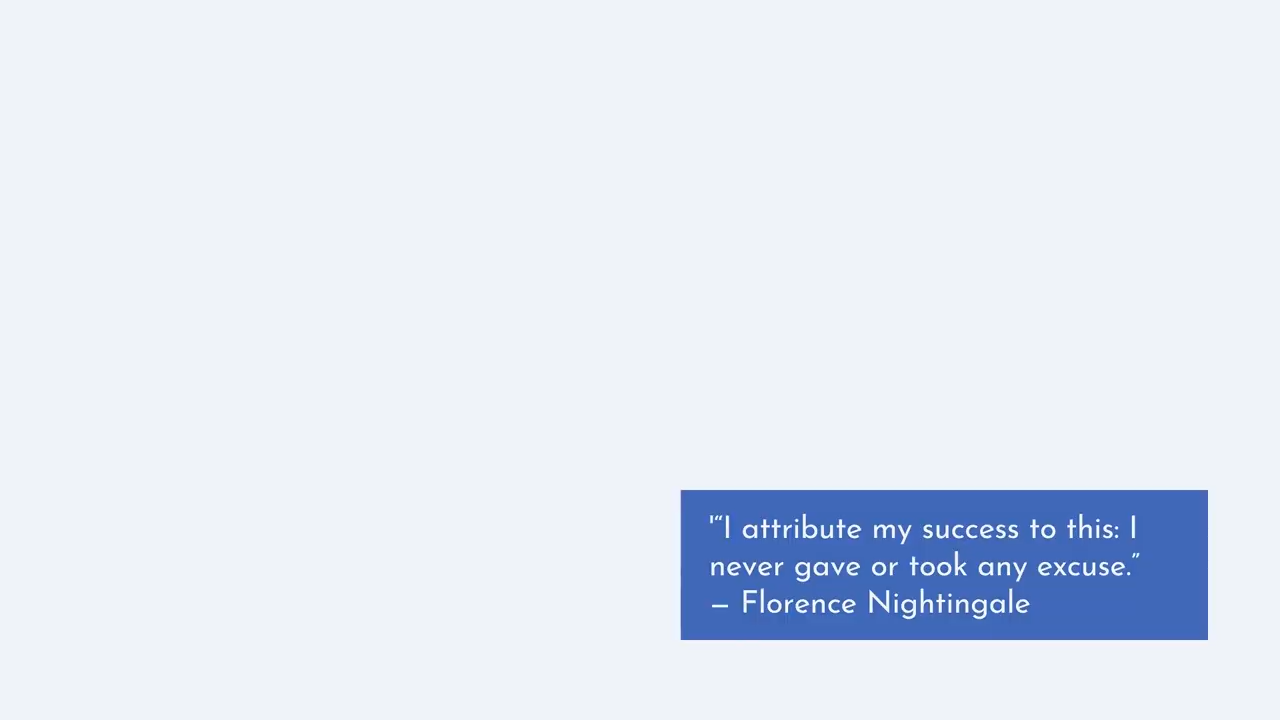 '“I attribute my success to this: I
never gave or took any excuse.”
– Florence Nightingale